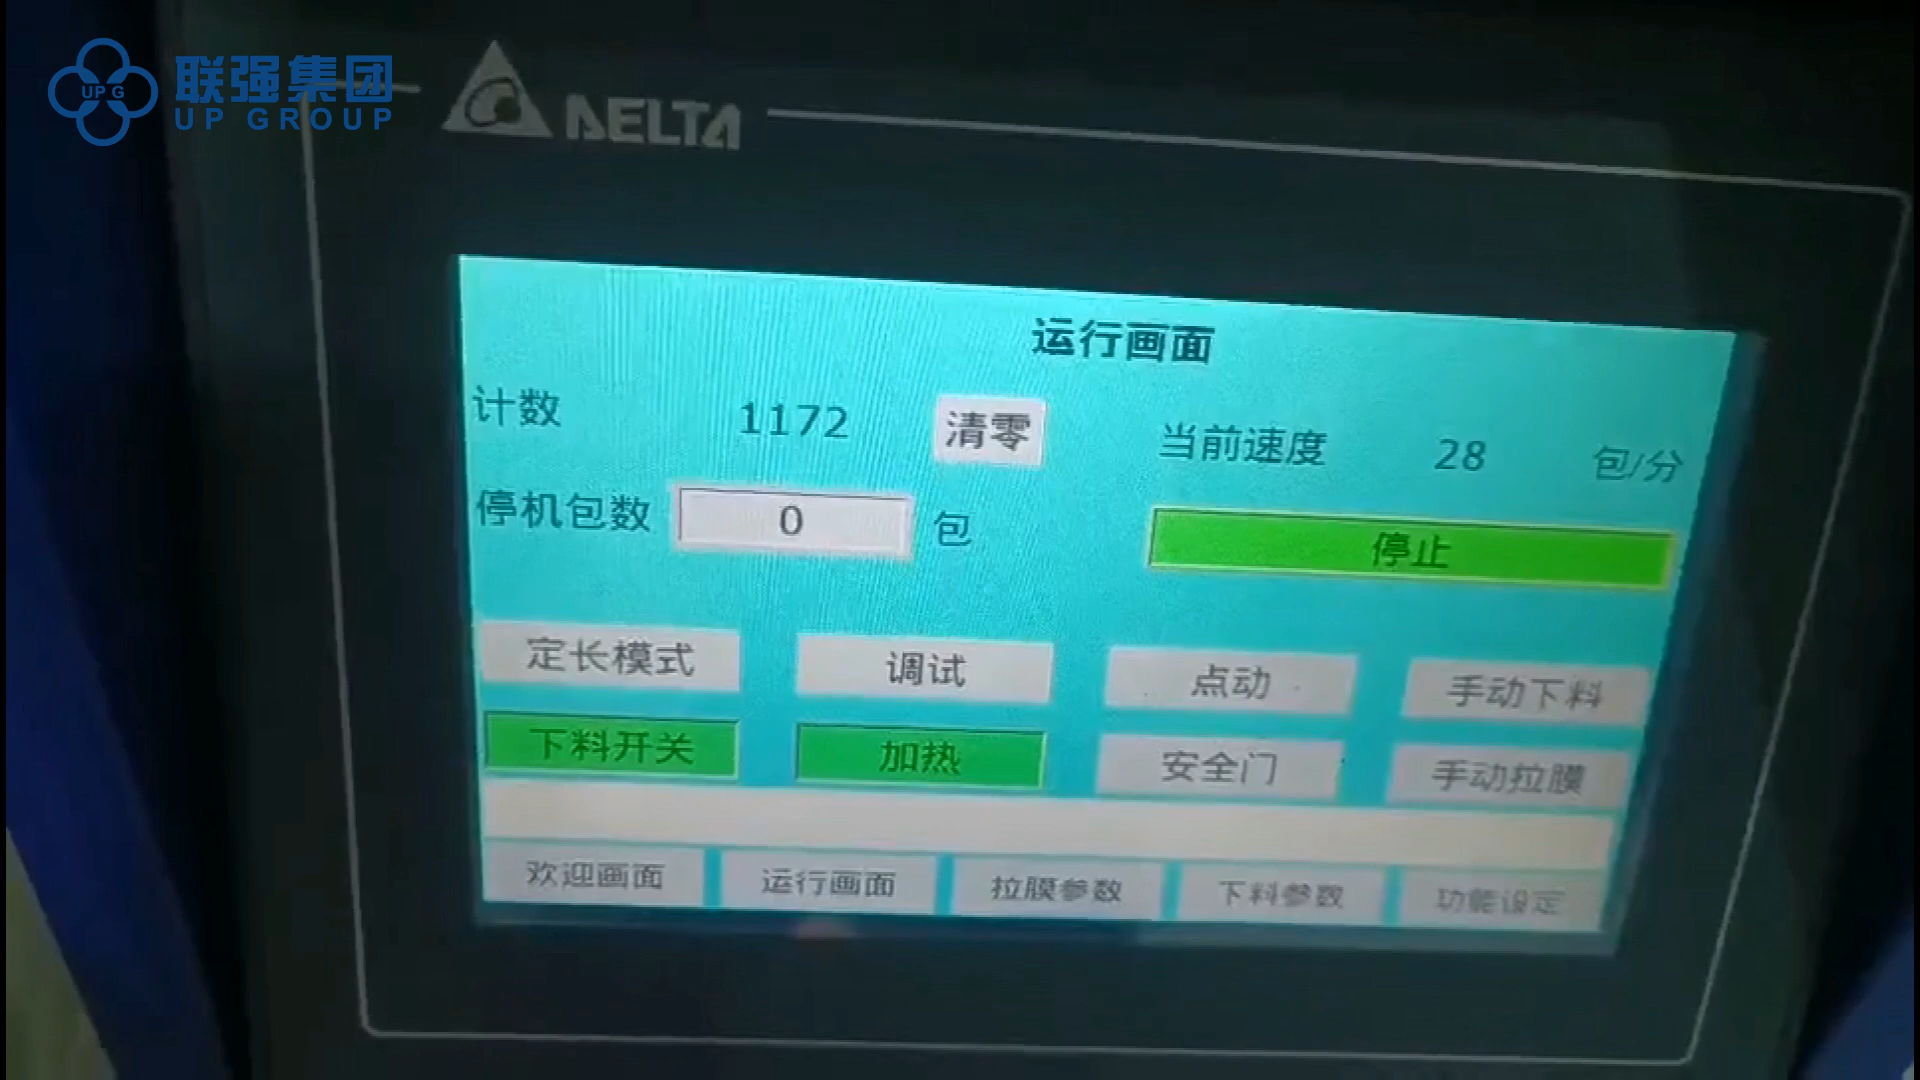 UPG
联强集团
UP GROUP
DELTA
运行画面
计数 1172 清零 当前速度 28 包/分
停机包数 0 包 停止
定长模式 调试 点动 手动下料
下料开关 加热 安全门 手动拉膜
欢迎画面 运行画面 拉膜参数 下料参数 功能设定